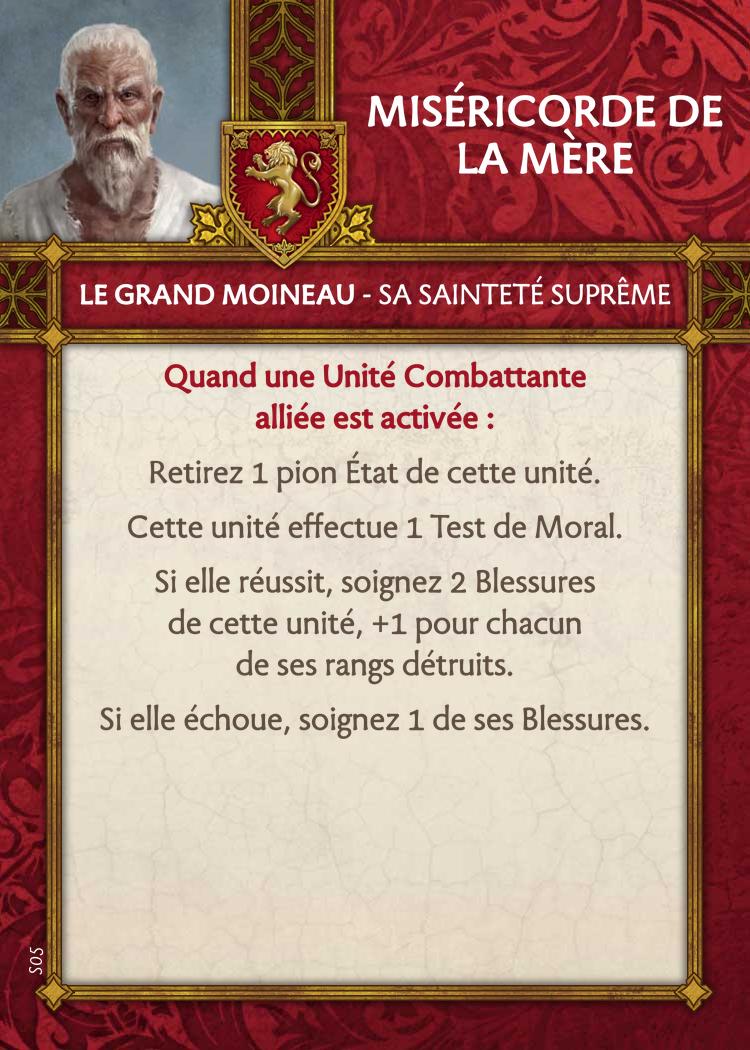 MISÉRICORDE DE
LA MÈRE
LE GRAND MOINEAU - SA SAINTETÉ SUPRÊME
Quand une Unité Combattante
alliée est activée :
Retirez 1 pion État de cette unité.
Cette unité effectue 1 Test de Moral.
Si elle réussit, soignez 2 Blessures
de cette unité, +1 pour chacun
de ses rangs détruits.
Si elle échoue, soignez 1 de ses Blessures.
S05